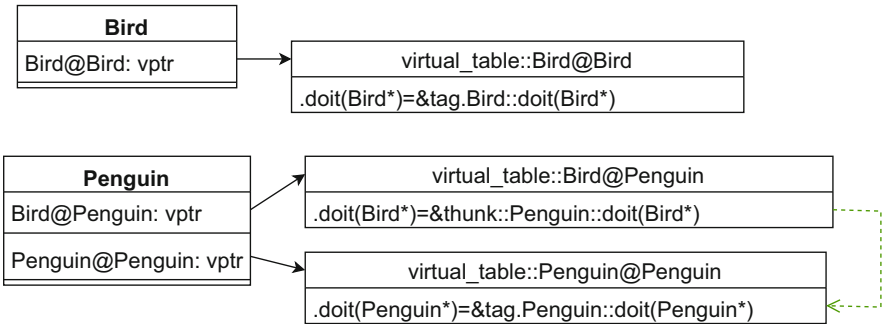 Bird
Bird@Bird: vptr
virtual_table::Bird@Bird
.doit(Bird*)=&tag.Bird::doit(Bird*)
Penguin
Bird@Penguin: vptr
Penguin@Penguin: vptr
virtual_table::Bird@Penguin
.doit(Bird*)=&thunk::Penguin::doit(Bird*)
virtual_table::Penguin@Penguin
.doit(Penguin*)=&tag.Penguin::doit(Penguin*)